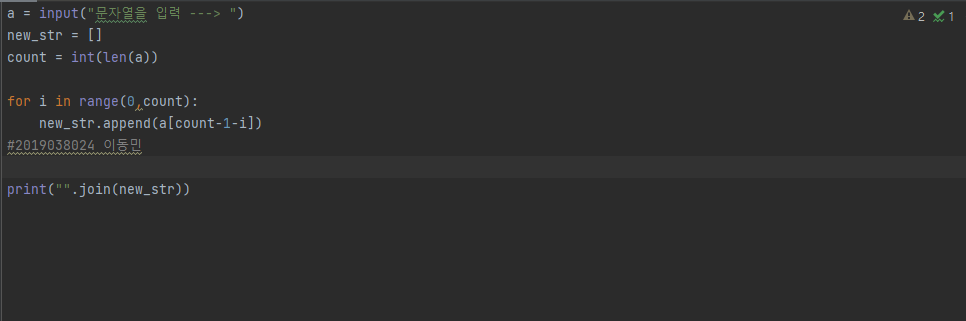 a = input("문자열을 입력 ---> ")
new_str = []
count = int(len(a))
for i in range(0,count):
    new_str.append(a[count-1-i])
#2019038024 이동민
print("".join(new_str))
2 1